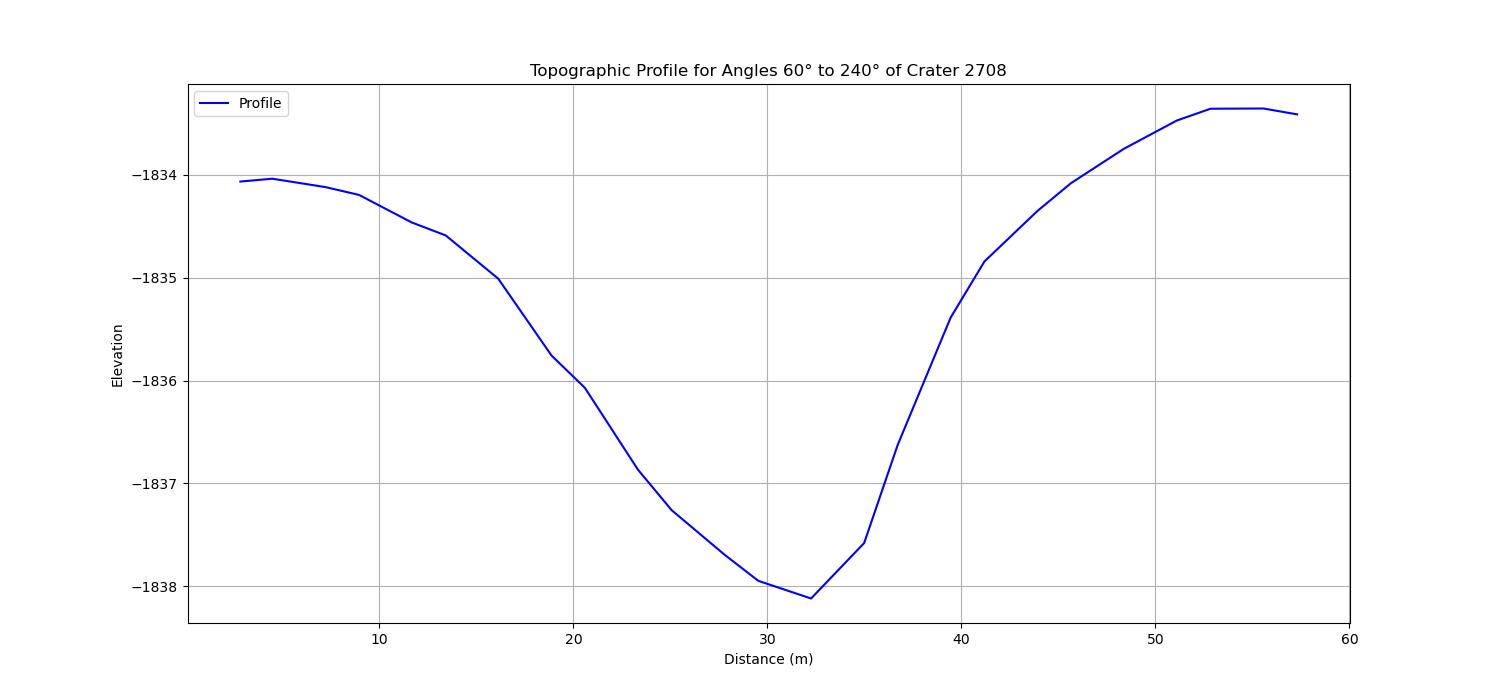 Topographic Profile for Angles 60° to 240° of Crater 2708
Profile
−1834
−1835
−1836
−1837
−1838
Elevation
10 20 30 40 50 60
Distance (m)